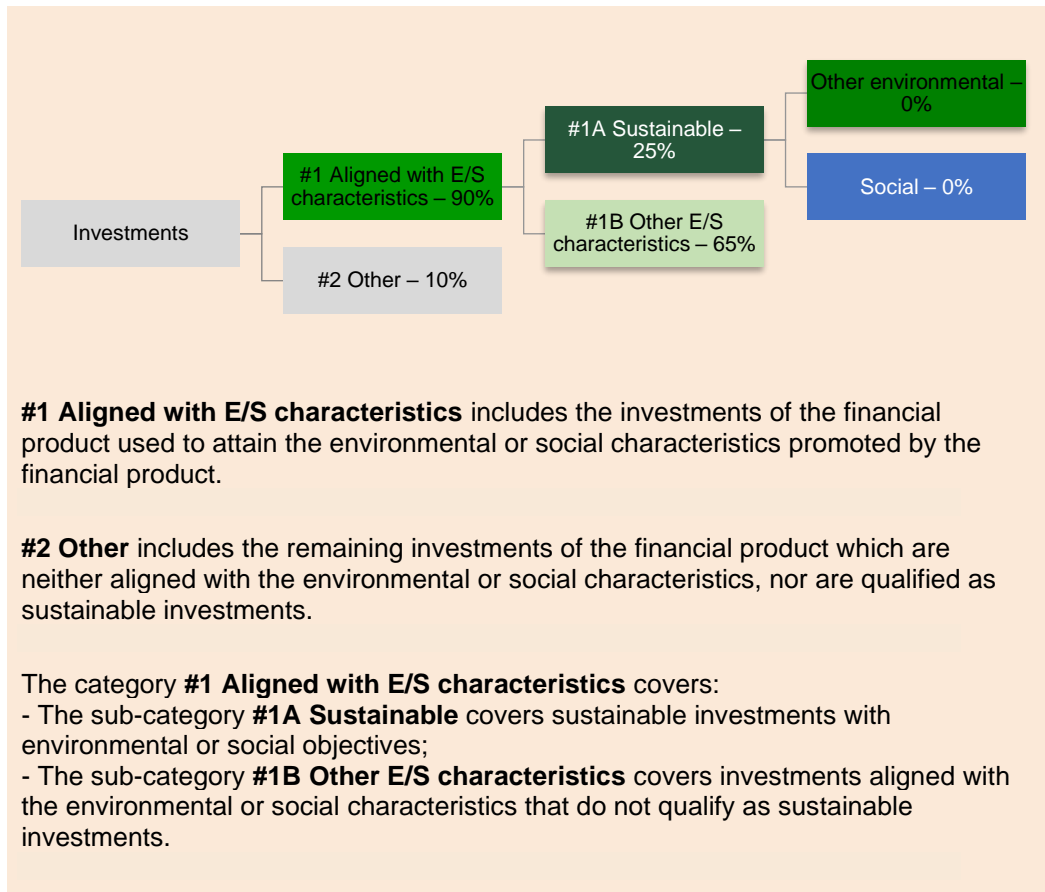 Other environmental –
0%
#1A Sustainable –
25%
#1 Aligned with E/S
characteristics – 90%
Social – 0%
Investments
#1B Other E/S
characteristics – 65%
#2 Other – 10%
#1 Aligned with E/S characteristics includes the investments of the financial
product used to attain the environmental or social characteristics promoted by the
financial product.
#2 Other includes the remaining investments of the financial product which are
neither aligned with the environmental or social characteristics, nor are qualified as
sustainable investments.
The category #1 Aligned with E/S characteristics covers:
- The sub-category #1A Sustainable covers sustainable investments with
environmental or social objectives;
- The sub-category #1B Other E/S characteristics covers investments aligned with
the environmental or social characteristics that do not qualify as sustainable
investments.